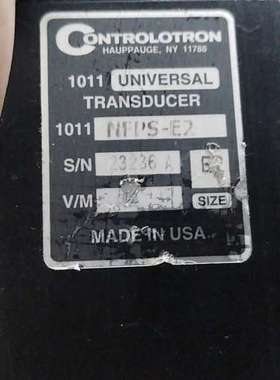 CONTROLOTRON
HAUPPAUGE, NY 11788
1011 UNIVERSAL
TRANSDUCER
1011 NFPS-E2
S/N 23236 A
V/M SIZE
MADE IN USA